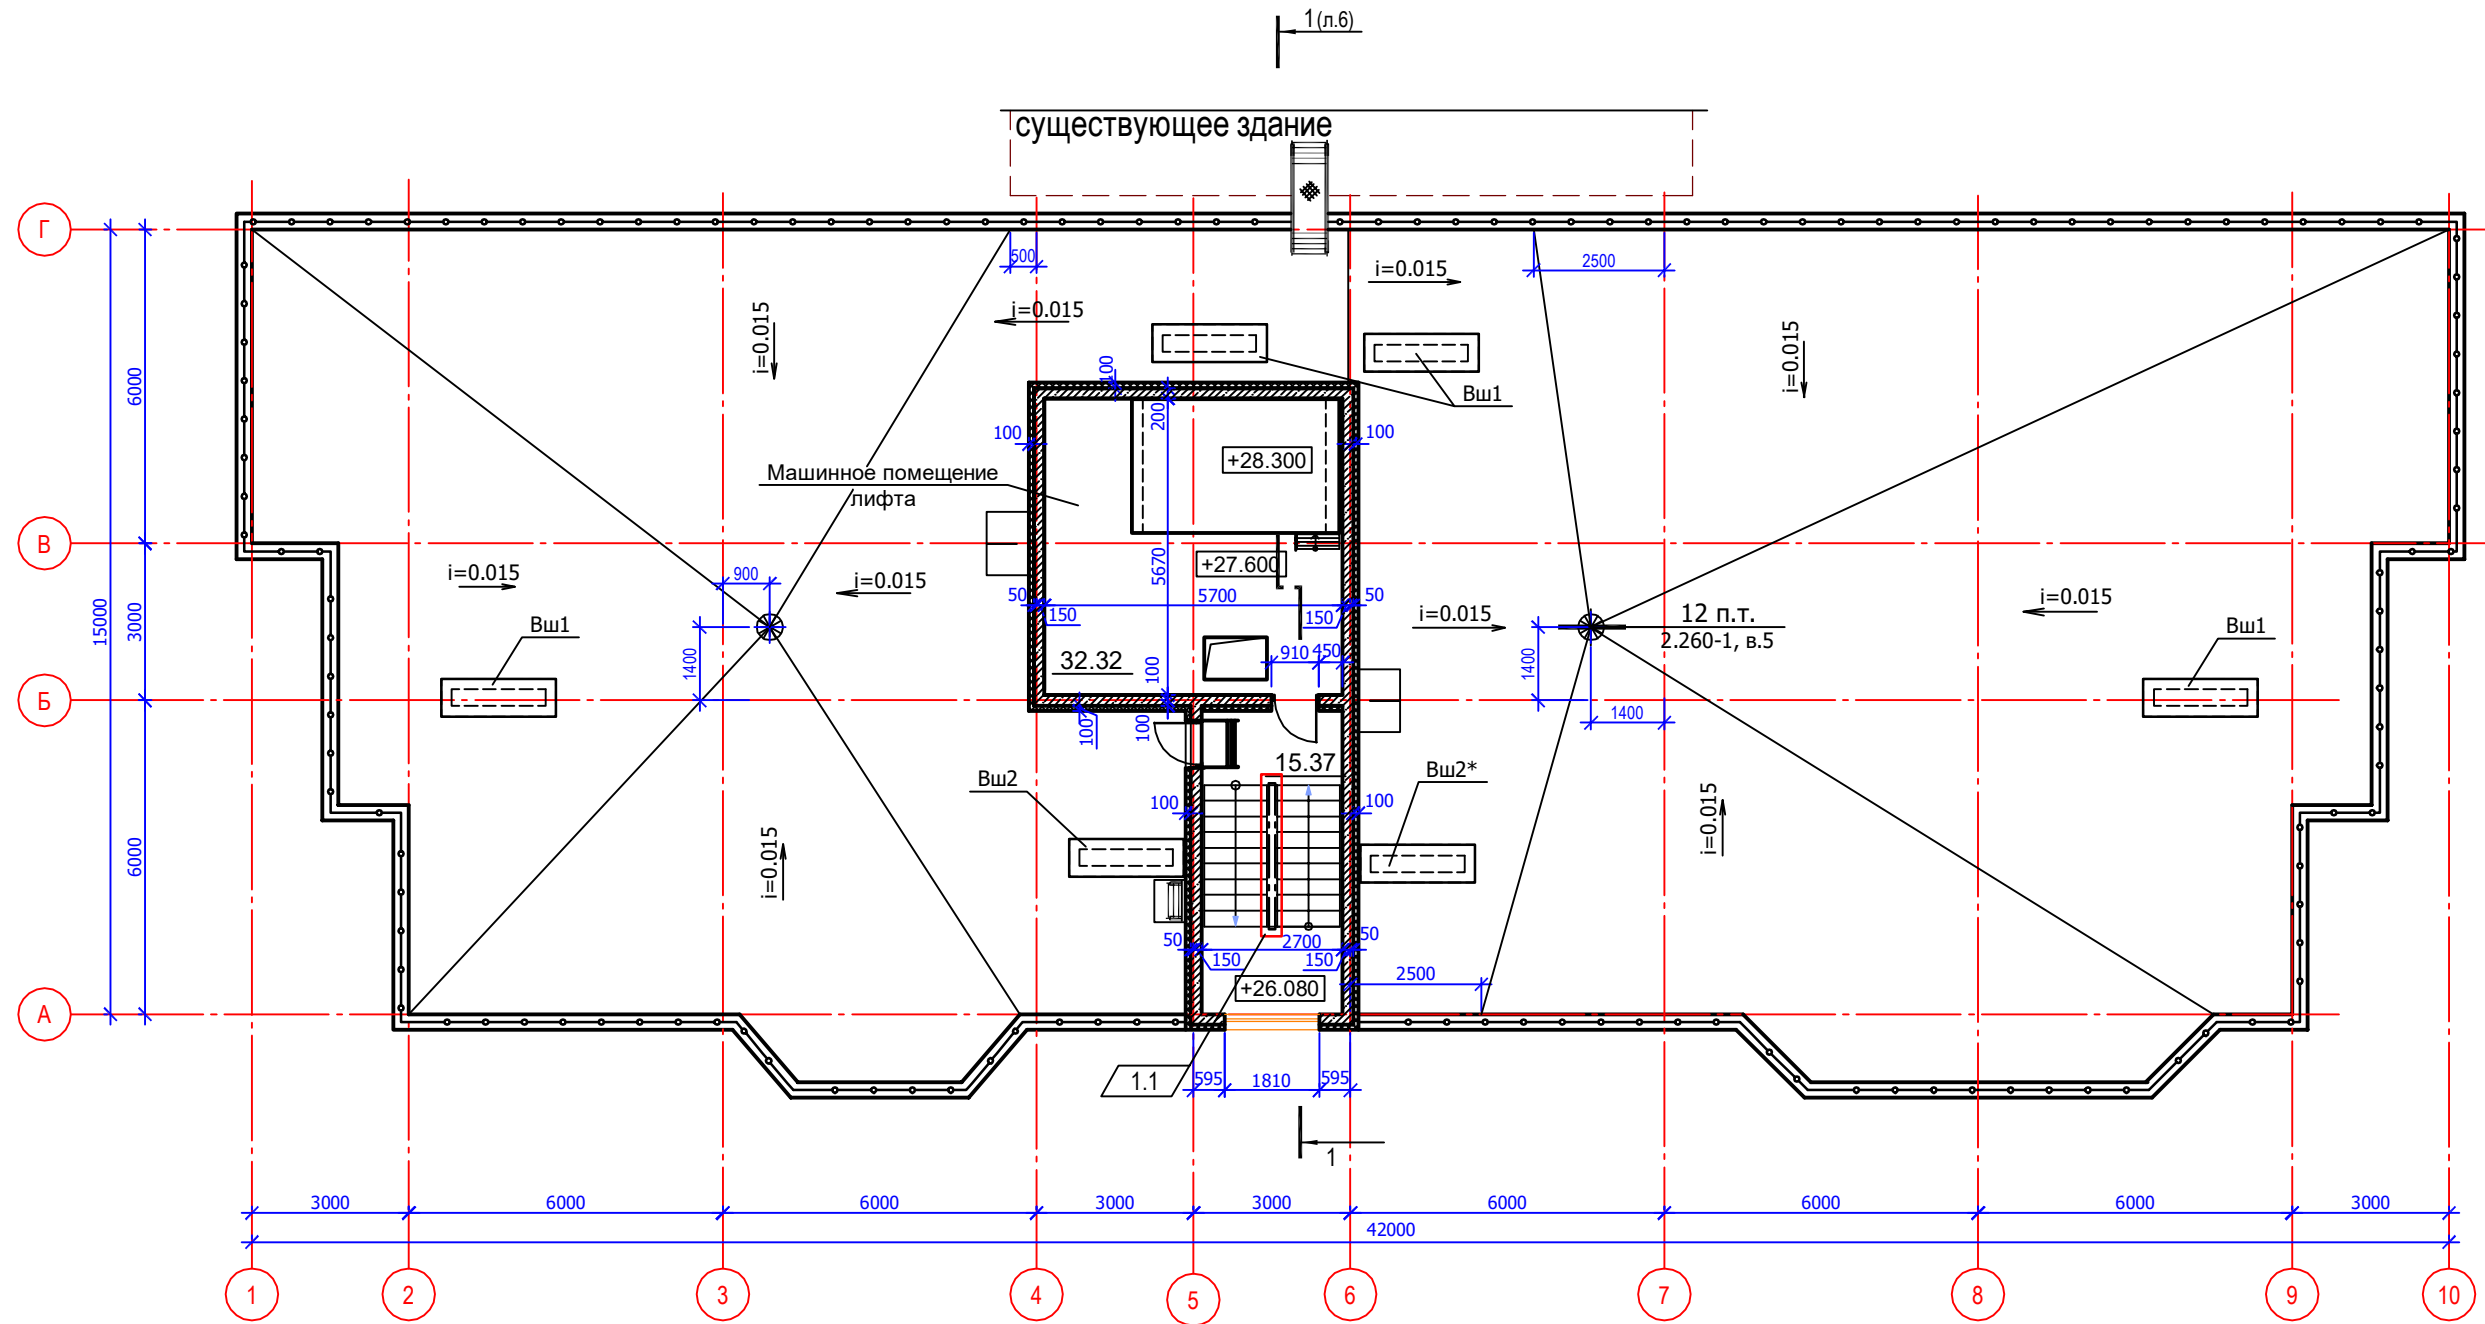 1(л.6)
существующее здание
Г
500
2500
i=0.015
i=0.015
i=0.015
i=0.015
6000
100
Вш1
200
100
100
+28.300
Машинное помещение
лифта
В
5670
+27.600
i=0.015
900
i=0.015
50
5700
50
150
150
i=0.015
i=0.015
12 п.т.
2.260-1, в.5
15000
3000
Вш1
Вш1
1400
32.32
100
910
450
1400
Б
1400
100
100
15.37
Вш2
Вш2*
100
100
i=0.015
i=0.015
6000
50
2700
50
150
150
2500
+26.080
А
1.1
595
1810
595
1
3000
6000
6000
3000
3000
6000
6000
6000
3000
42000
1
2
3
4
5
6
7
8
9
10